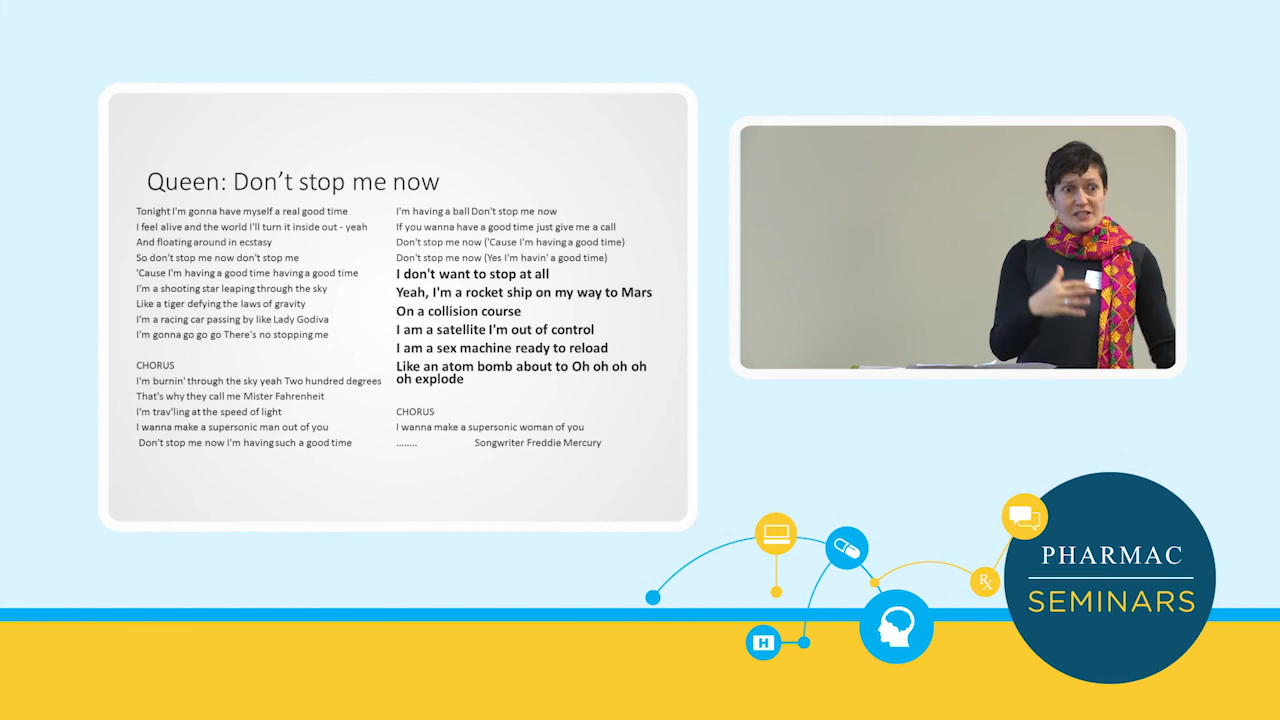 Queen: Don't stop me now
Tonight I'm gonna have myself a real good time
I feel alive and the world I'll turn it inside out - yeah
And floating around in ecstasy
So don't stop me now don't stop me
'Cause I'm having a good time having a good time
I'm a shooting star leaping through the sky
Like a tiger defying the laws of gravity
I'm a racing car passing by like Lady Godiva
I'm gonna go go go There's no stopping me
CHORUS
I'm burnin' through the sky yeah Two hundred degrees
That's why they call me Mister Fahrenheit
I'm trav'ling at the speed of light
I wanna make a supersonic man out of you
Don't stop me now I'm having such a good time
I'm having a ball Don't stop me now
If you wanna have a good time just give me a call
Don't stop me now ('Cause I'm having a good time)
Don't stop me now (Yes I'm havin' a good time)
I don't want to stop at all
Yeah, I'm a rocket ship on my way to Mars
On a collision course
I am a satellite I'm out of control
I am a sex machine ready to reload
Like an atom bomb about to Oh oh oh oh
oh explode
CHORUS
I wanna make a supersonic woman of you
........ Songwriter Freddie Mercury
H
Rx
PHARMAC
SEMINARS